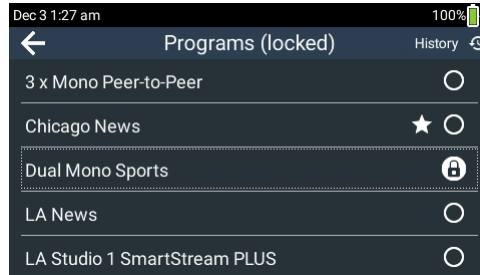 Dec 3 1:27 am 100%
Programs (locked) History
3 x Mono Peer-to-Peer
Chicago News
Dual Mono Sports
LA News
LA Studio 1 SmartStream PLUS